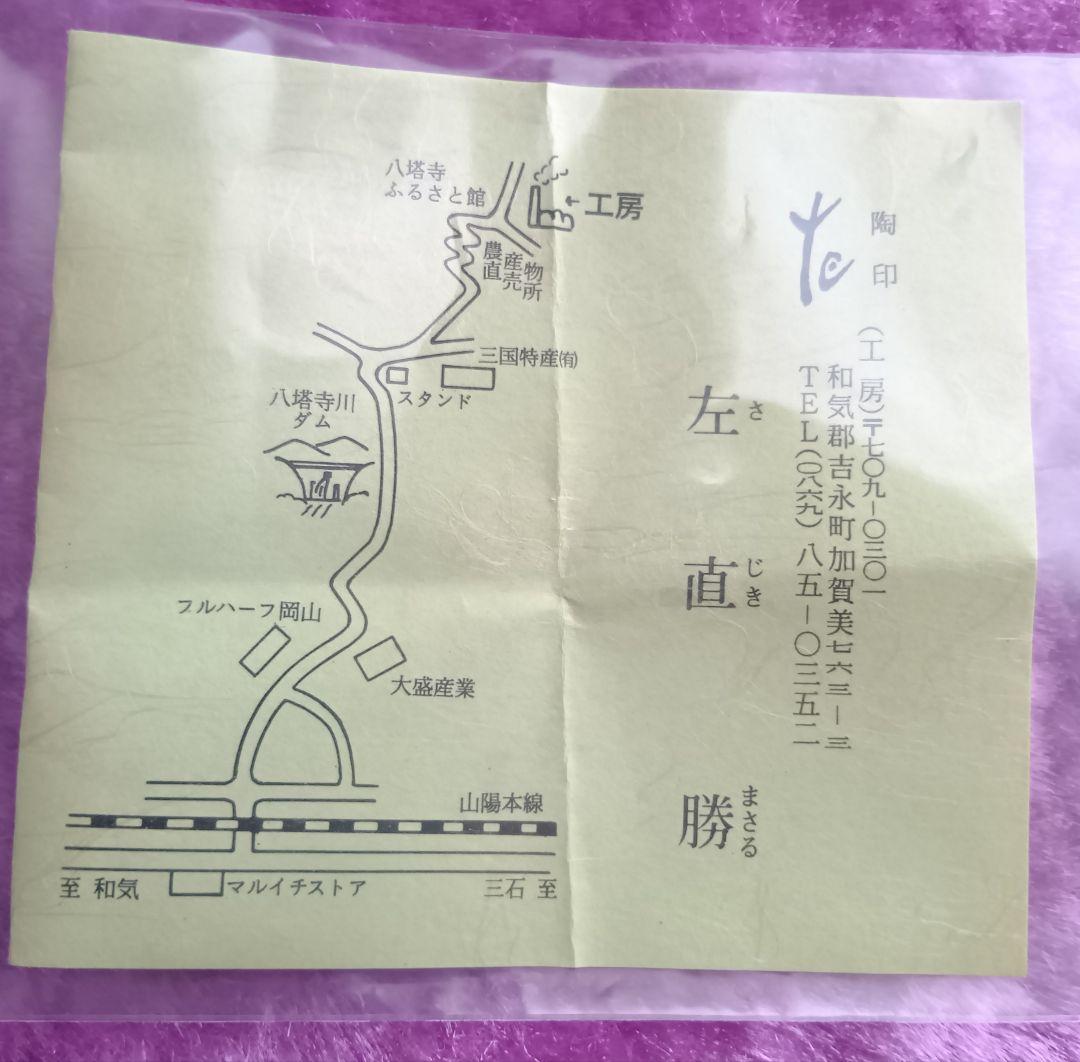 陶印
(工房)〒七〇九-〇三〇一
和気郡吉永町加賀美七六三-三
TEL(〇八六九)八五-〇三五二
左直勝
さ
じき
まさる
八塔寺
ふるさと館
工房
農産物
直売所
三国特産㈲
スタンド
八塔寺川
ダム
フルハーフ岡山
大盛産業
山陽本線
至 和気
マルイチストア
三石 至